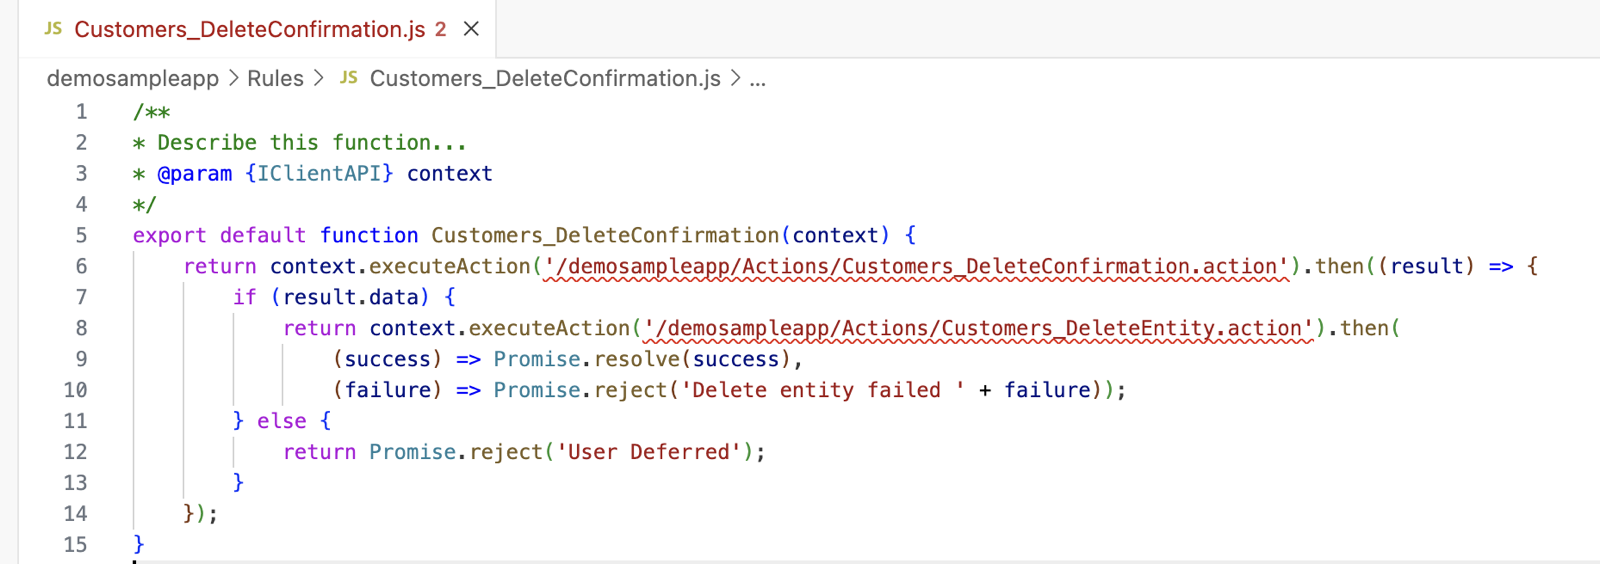 JS Customers_DeleteConfirmation.js 2 ×
demosampleapp > Rules > JS Customers_DeleteConfirmation.js > ...
1 /**
2 * Describe this function...
3 * @param {IClientAPI} context
4 */
5 export default function Customers_DeleteConfirmation(context) {
6 return context.executeAction('/demosampleapp/Actions/Customers_DeleteConfirmation.action').then((result) => {
7 if (result.data) {
8 return context.executeAction('/demosampleapp/Actions/Customers_DeleteEntity.action').then(
9 (success) => Promise.resolve(success),
10 (failure) => Promise.reject('Delete entity failed ' + failure));
11 } else {
12 return Promise.reject('User Deferred');
13 }
14 });
15 }